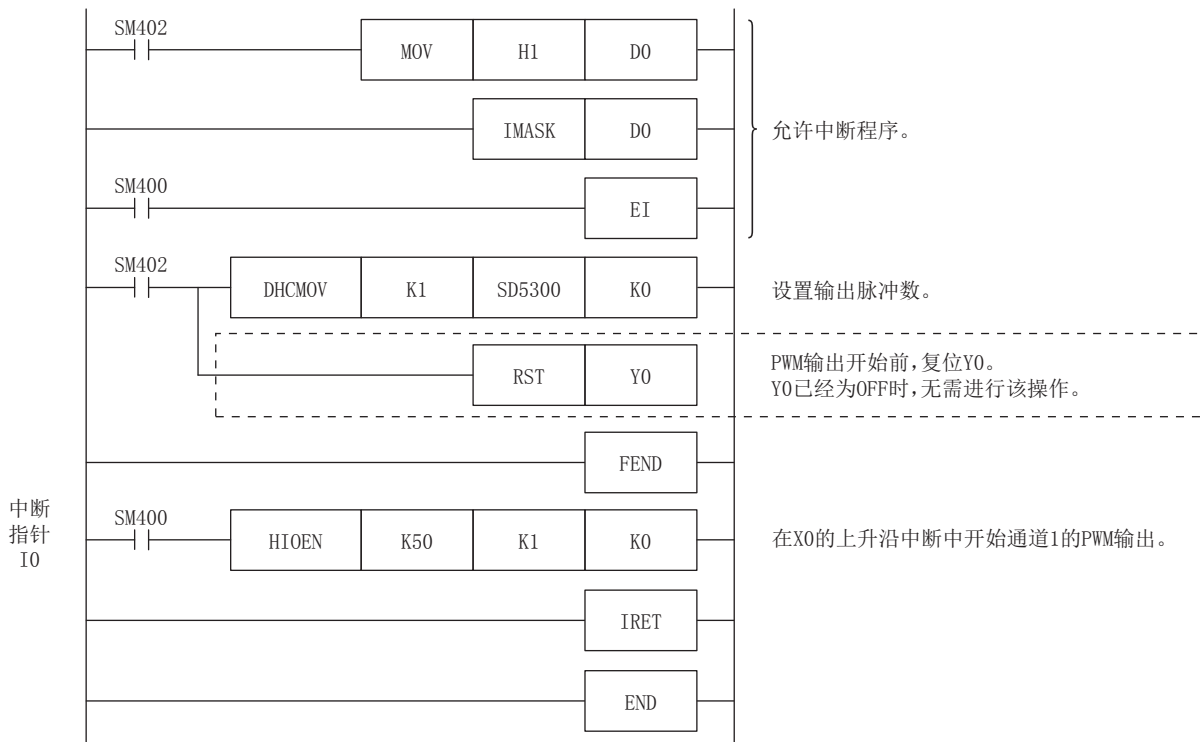 SM402
MOV H1 D0
IMASK D0
允许中断程序。
SM400
EI
SM402
DHCMOV K1 SD5300 K0
设置输出脉冲数。
RST Y0
PWM输出开始前,复位Y0。
Y0已经为OFF时,无需进行该操作。
FEND
中断
指针
I0
SM400
HIOEN K50 K1 K0
在X0的上升沿中断中开始通道1的PWM输出。
IRET
END